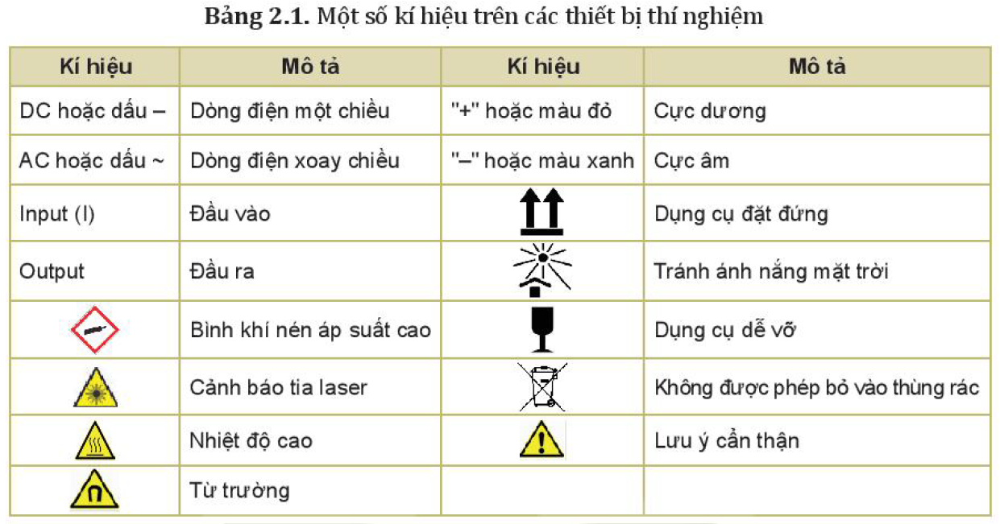 Bảng 2.1. Một số kí hiệu trên các thiết bị thí nghiệm
Kí hiệu Mô tả Kí hiệu Mô tả
DC hoặc dấu – Dòng điện một chiều "+" hoặc màu đỏ Cực dương
AC hoặc dấu ~ Dòng điện xoay chiều "–" hoặc màu xanh Cực âm
Input (I) Đầu vào Dụng cụ đặt đứng
Output Đầu ra Tránh ánh nắng mặt trời
Bình khí nén áp suất cao Dụng cụ dễ vỡ
Cảnh báo tia laser Không được phép bỏ vào thùng rác
Nhiệt độ cao Lưu ý cẩn thận
Từ trường